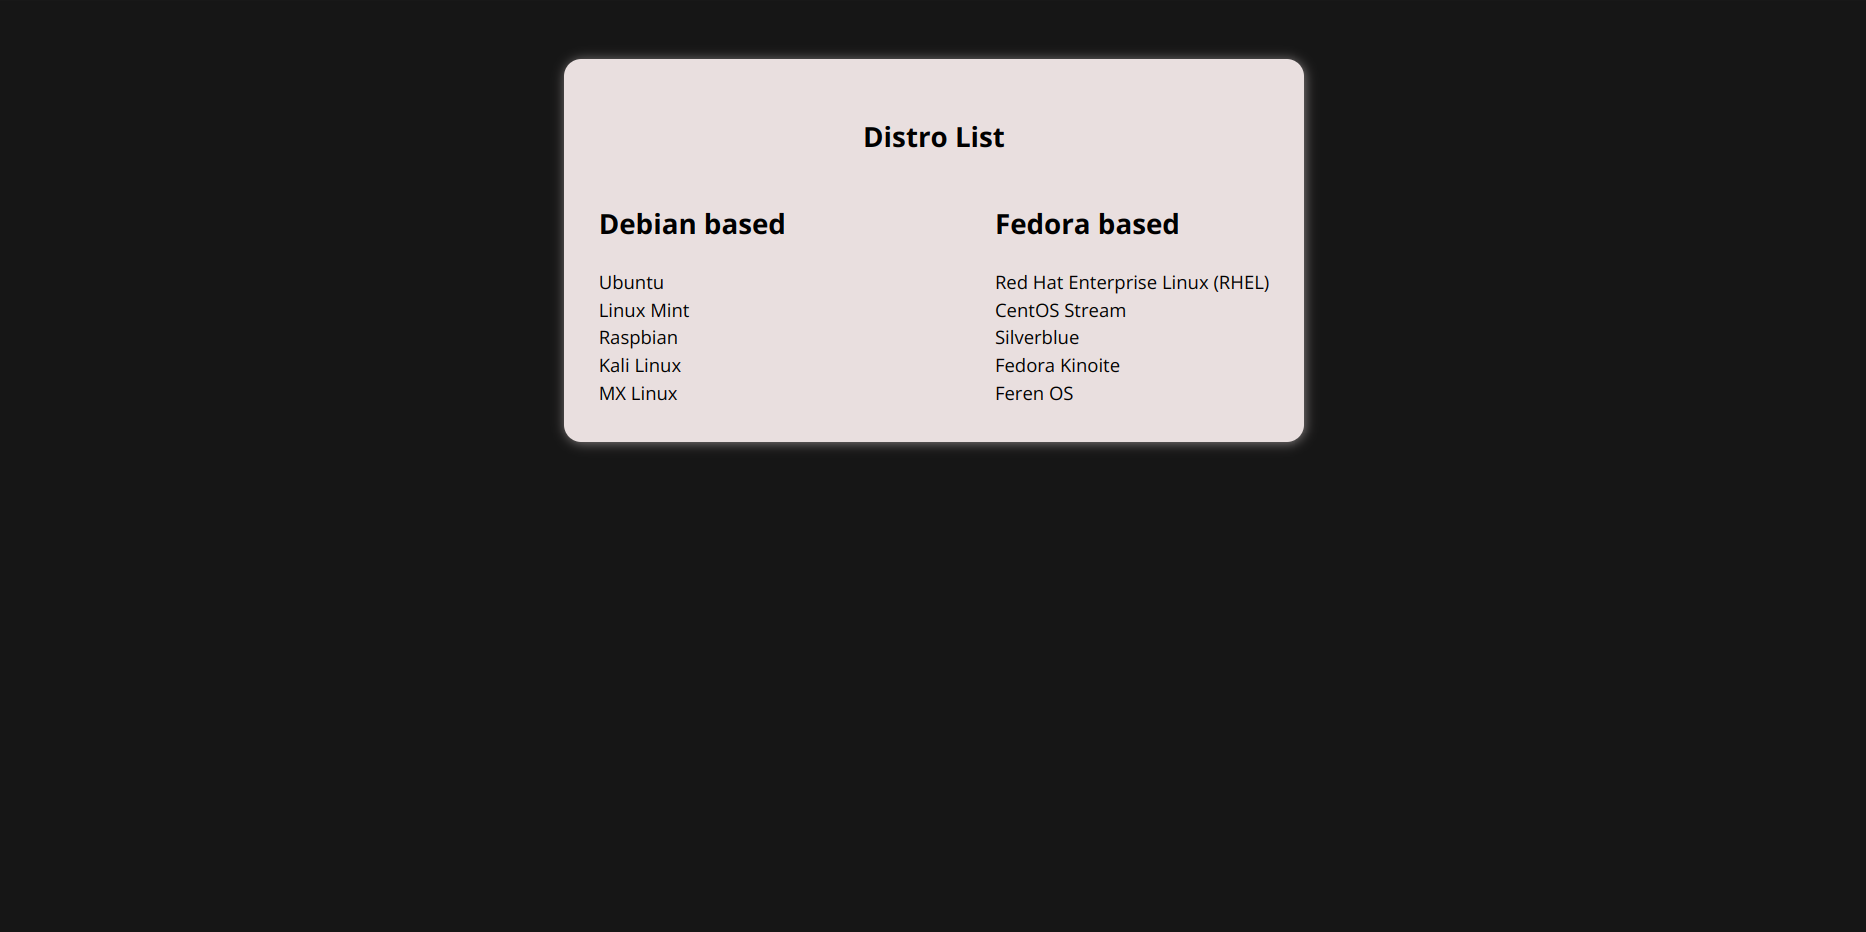 Distro List
Debian based
Ubuntu
Linux Mint
Raspbian
Kali Linux
MX Linux
Fedora based
Red Hat Enterprise Linux (RHEL)
CentOS Stream
Silverblue
Fedora Kinoite
Feren OS